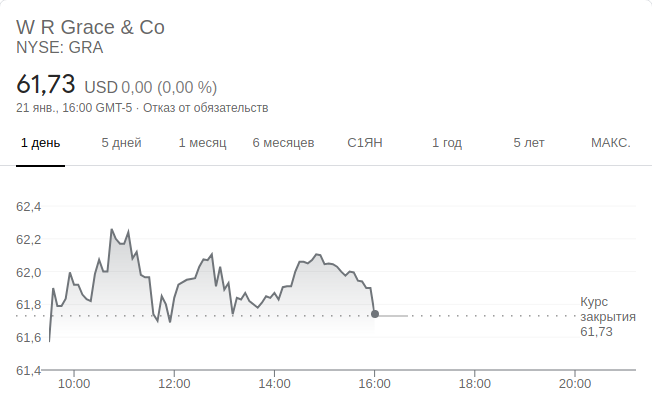 W R Grace & Co
NYSE: GRA
61,73 USD 0,00 (0,00 %)
21 янв., 16:00 GMT-5 · Отказ от обязательств
1 день 5 дней 1 месяц 6 месяцев С1ЯН 1 год 5 лет МАКС.
62,4
62,2
62,0
61,8
61,6
61,4
Курс
закрытия
61,73
10:00 12:00 14:00 16:00 18:00 20:00